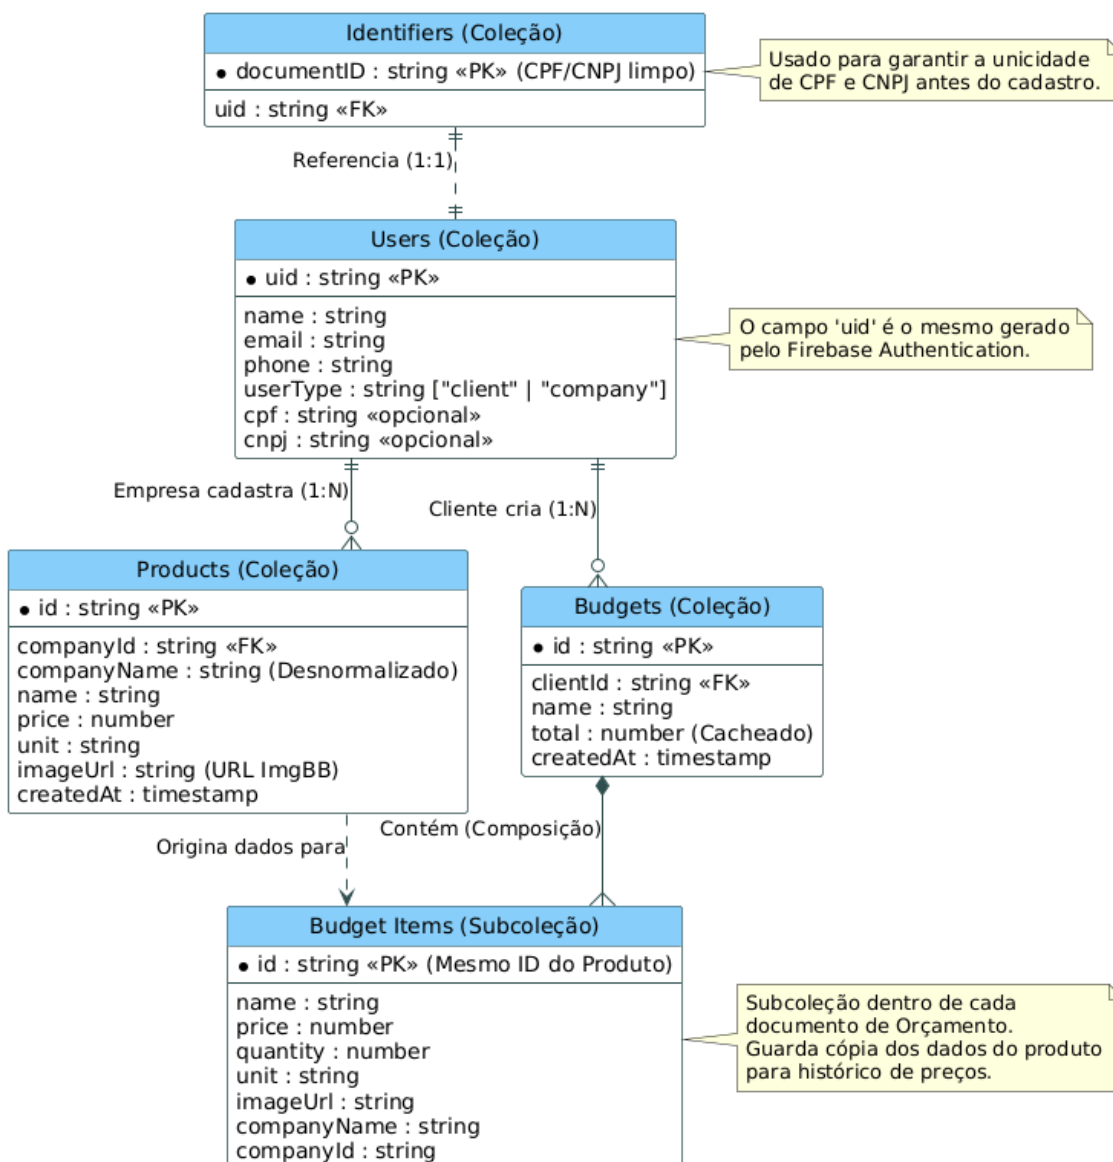 Identifiers (Coleção)
documentID : string «PK» (CPF/CNPJ limpo)
uid : string «FK»
Usado para garantir a unicidade
de CPF e CNPJ antes do cadastro.
Referencia (1:1)
Users (Coleção)
uid : string «PK»
name : string
email : string
phone : string
userType : string ["client" | "company"]
cpf : string «opcional»
cnpj : string «opcional»
O campo 'uid' é o mesmo gerado
pelo Firebase Authentication.
Empresa cadastra (1:N)
Cliente cria (1:N)
Products (Coleção)
id : string «PK»
companyId : string «FK»
companyName : string (Desnormalizado)
name : string
price : number
unit : string
imageUrl : string (URL ImgBB)
createdAt : timestamp
Budgets (Coleção)
id : string «PK»
clientId : string «FK»
name : string
total : number (Cacheado)
createdAt : timestamp
Contém (Composição)
Origina dados para
Budget Items (Subcoleção)
id : string «PK» (Mesmo ID do Produto)
name : string
price : number
quantity : number
unit : string
imageUrl : string
companyName : string
companyId : string
Subcoleção dentro de cada
documento de Orçamento.
Guarda cópia dos dados do produto
para histórico de preços.